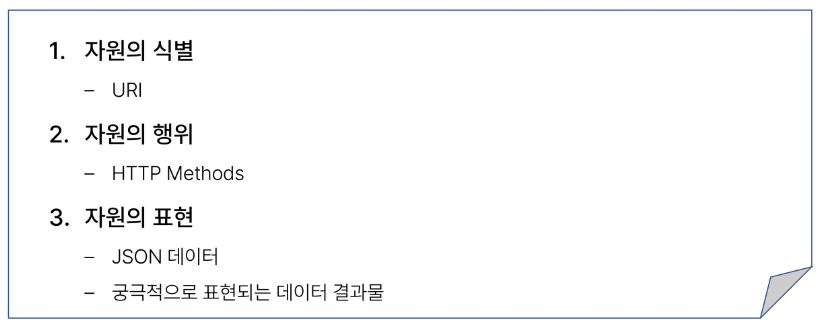 1. 자원의 식별
– URI
2. 자원의 행위
– HTTP Methods
3. 자원의 표현
– JSON 데이터
– 궁극적으로 표현되는 데이터 결과물